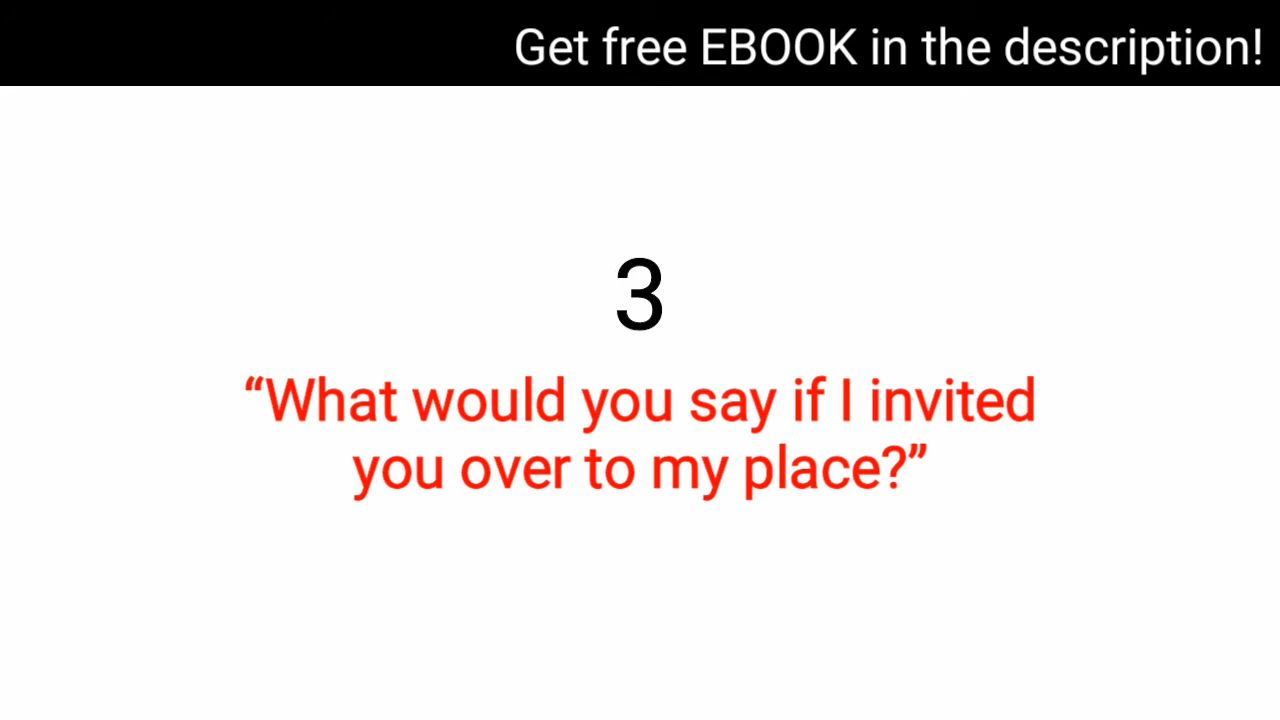 Get free EBOOK in the description!
3
“What would you say if I invited
you over to my place?”